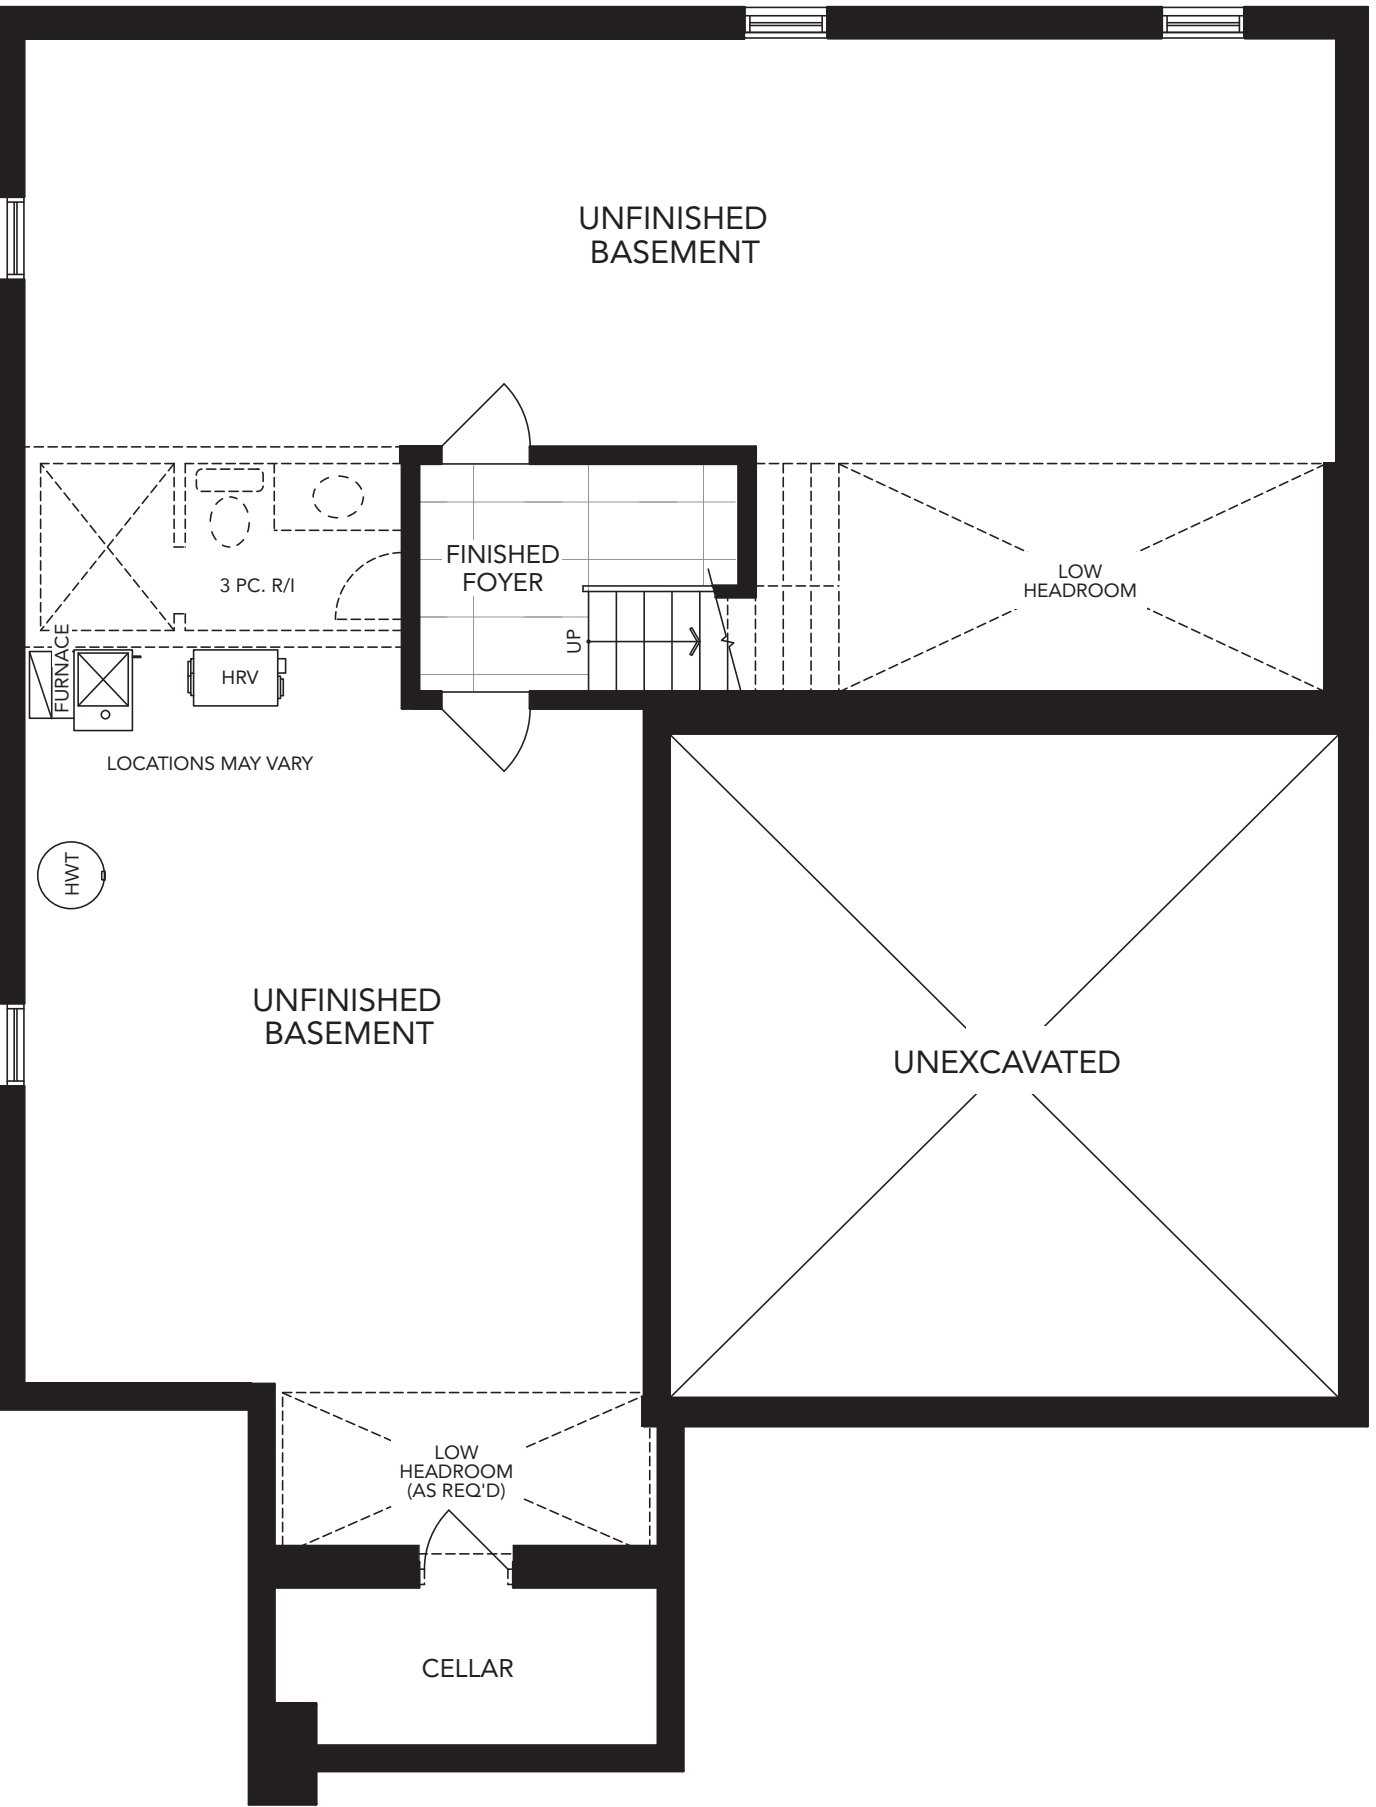 UNFINISHED
BASEMENT
FINISHED
FOYER
3 PC. R/I
LOW
HEADROOM
UP
FURNACE
HRV
LOCATIONS MAY VARY
HWT
UNFINISHED
BASEMENT
UNEXCAVATED
LOW
HEADROOM
(AS REQ'D)
CELLAR